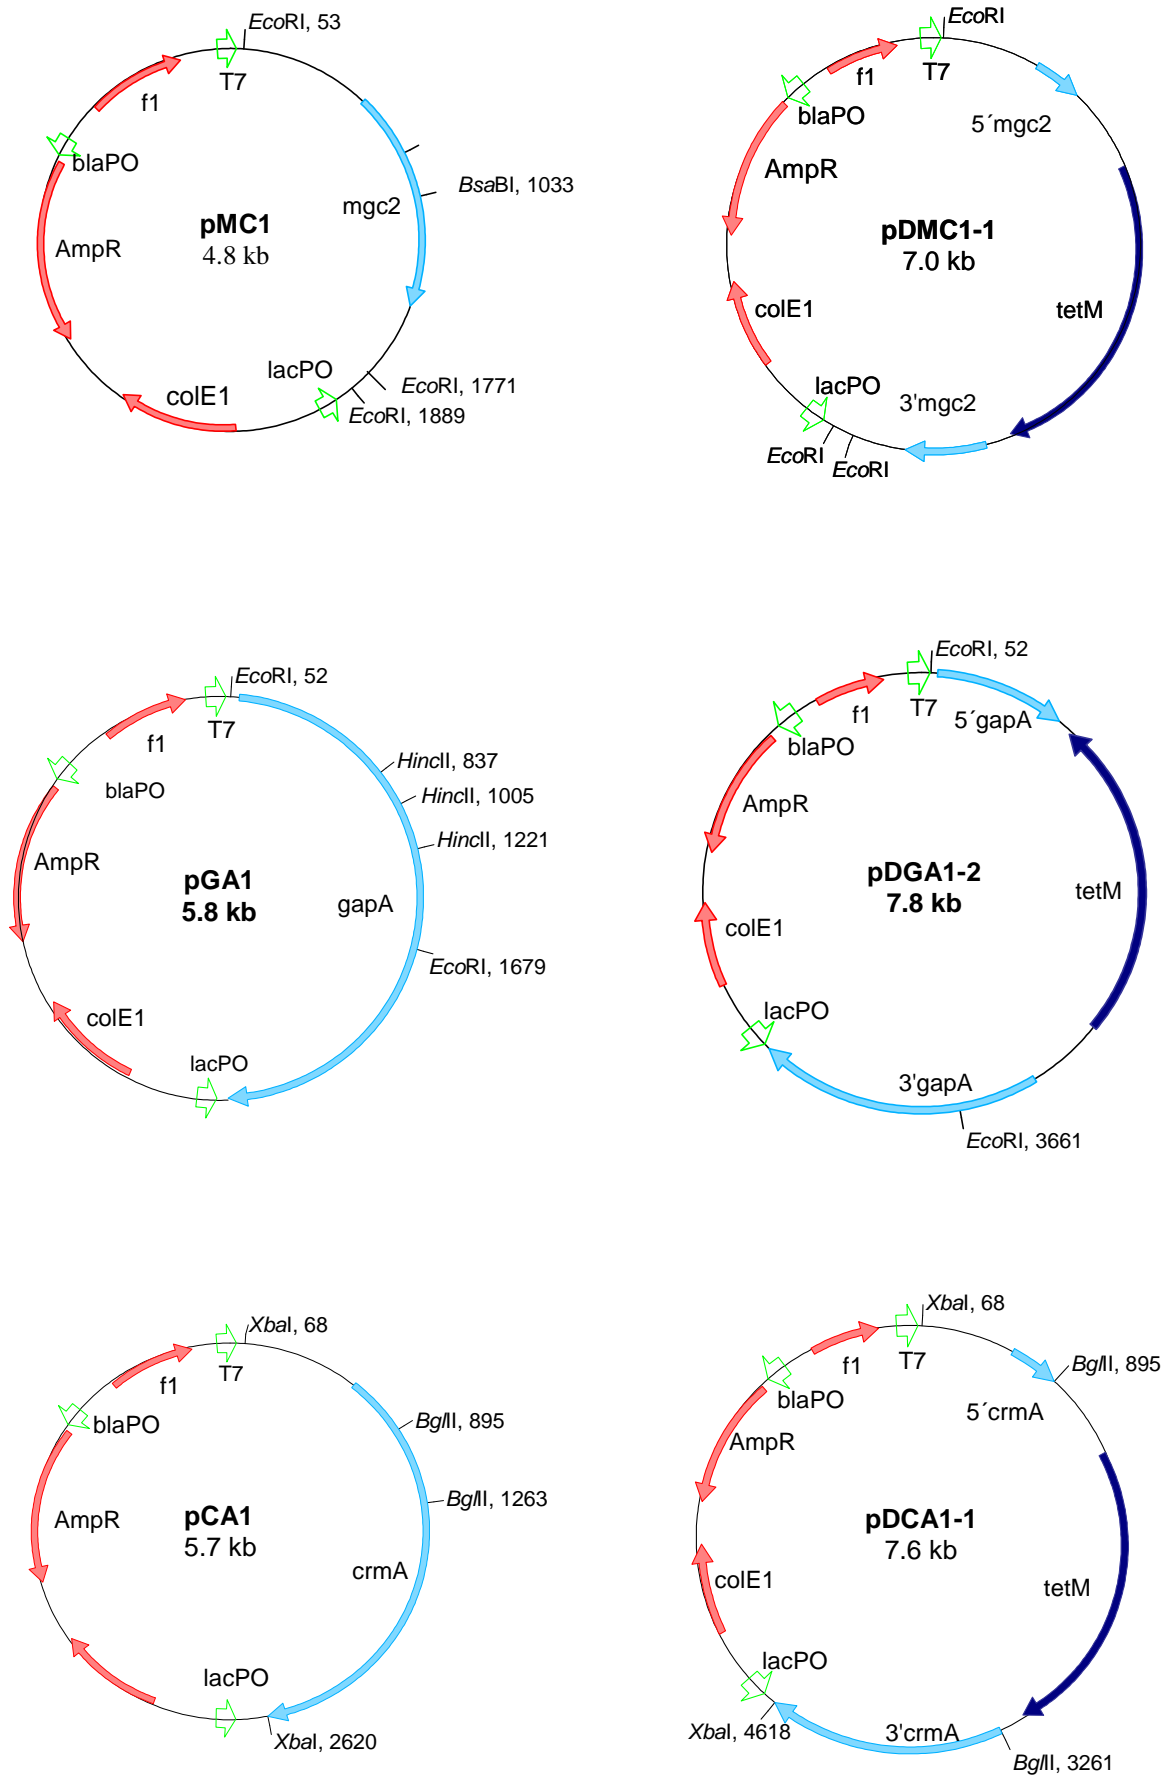 EcoRI, 53
T7
f1
blaPO
BsaBI, 1033
mgc2
pMC1
4.8 kb
AmpR
lacPO
EcoRI, 1771
colE1
EcoRI, 1889
EcoRI
T7
f1
blaPO
5´mgc2
AmpR
pDMC1-1
7.0 kb
colE1
tetM
lacPO
3'mgc2
EcoRI
EcoRI
EcoRI, 52
T7
f1
HincII, 837
blaPO
HincII, 1005
HincII, 1221
AmpR
pGA1
5.8 kb
gapA
EcoRI, 1679
colE1
lacPO
EcoRI, 52
T7
f1
5´gapA
blaPO
AmpR
pDGA1-2
7.8 kb
tetM
colE1
lacPO
3'gapA
EcoRI, 3661
XbaI, 68
T7
f1
blaPO
BglII, 895
BglII, 1263
pCA1
5.7 kb
AmpR
crmA
lacPO
XbaI, 2620
XbaI, 68
T7
f1
BglII, 895
blaPO
5´crmA
AmpR
pDCA1-1
7.6 kb
colE1
tetM
lacPO
XbaI, 4618
3'crmA
BglII, 3261